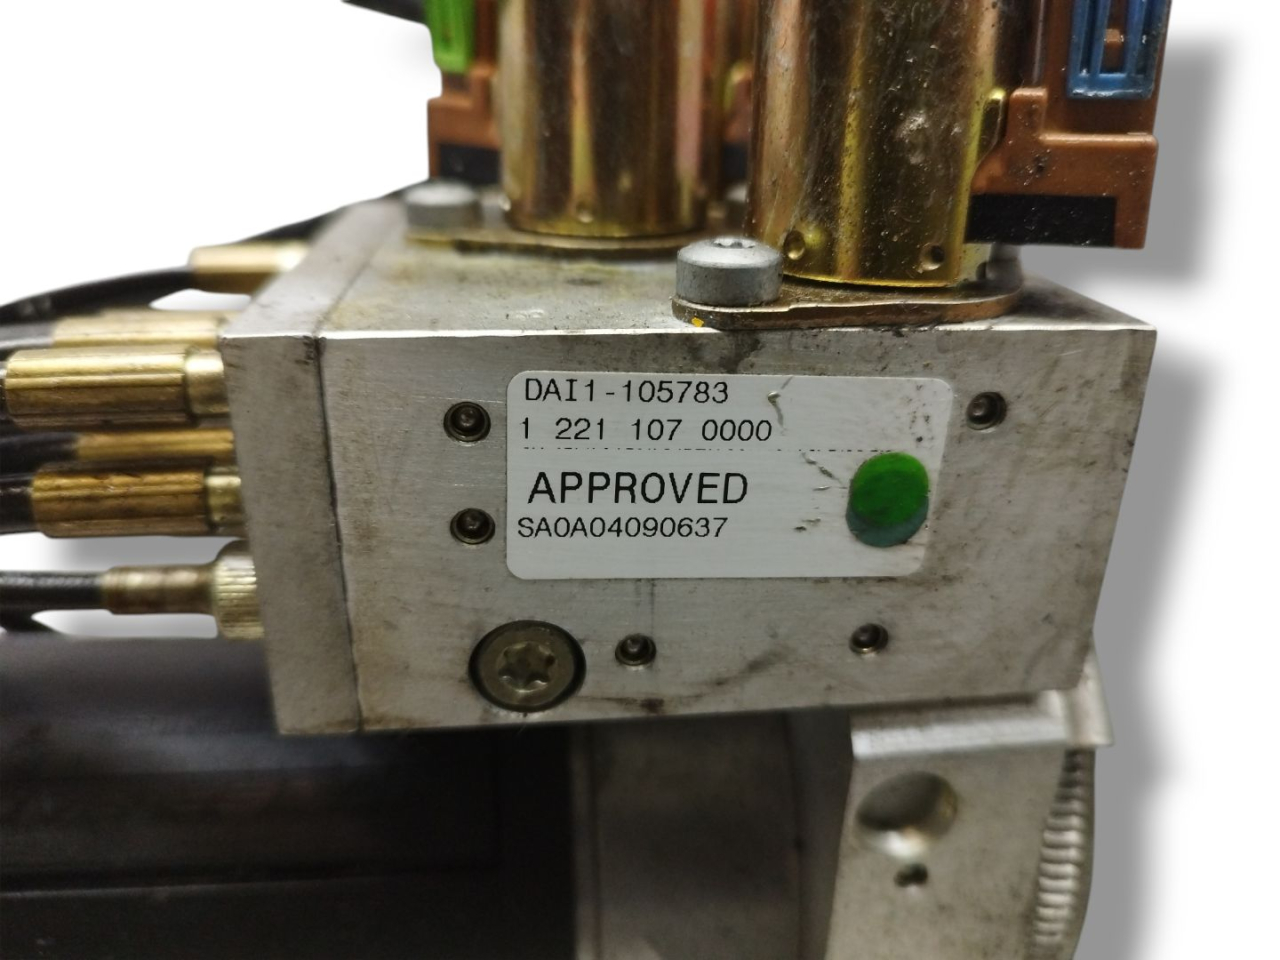 DAI1-105783
1 221 107 0000
APPROVED
SA0A04090637